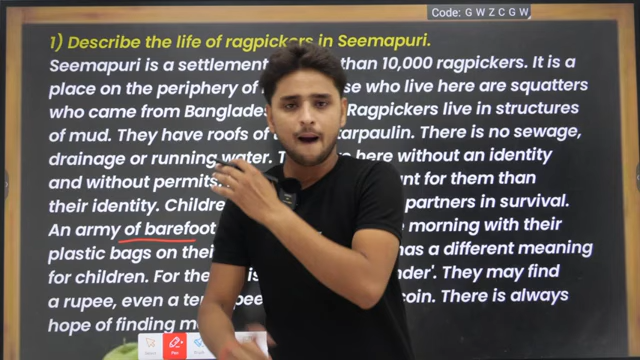 Code: G W Z C G W
1) Describe the life of ragpickers in Seemapuri.
Seemapuri is a settlement than 10,000 ragpickers. It is a
place on the periphery of se who live here are squatters
who came from Banglades Ragpickers live in structures
of mud. They have roofs of tarpaulin. There is no sewage,
drainage or running water. T here without an identity
and without permits. ant for them than
their identity. Childre partners in survival.
An army of barefoot morning with their
plastic bags on thei has a different meaning
for children. For the is nder'. They may find
a rupee, even a ten pee coin. There is always
hope of finding m
Pen